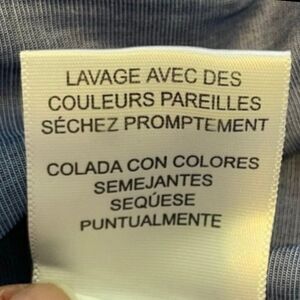 LAVAGE AVEC DES
COULEURS PAREILLES
SÉCHEZ PROMPTEMENT
COLADA CON COLORES
SEMEJANTES
SEQÚESE
PUNTUALMENTE